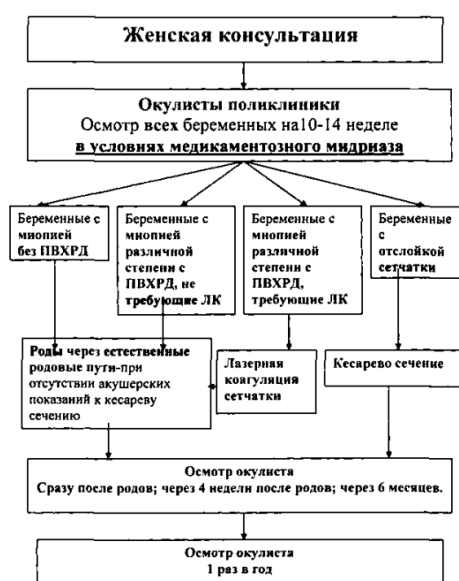 Женская консультация
Окулисты поликлиники
Осмотр всех беременных на10-14 неделе
в условиях медикаментозного мидриаза
Беременные с
миопией
без ПВХРД
Беременные с
миопией
различной
степени с
ПВХРД, не
требующие ЛК
Беременные с
миопией
различной
степени с
ПВХРД,
требующие ЛК
Беременные
с
отслойкой
сетчатки
Роды через естественные
родовые пути-при
отсутствии акушерских
показаний к кесареву
сечению
Лазерная
коагуляция
сетчатки
Кесарево сечение
Осмотр окулиста
Сразу после родов; через 4 недели после родов; через 6 месяцев.
Осмотр окулиста
1 раз в год